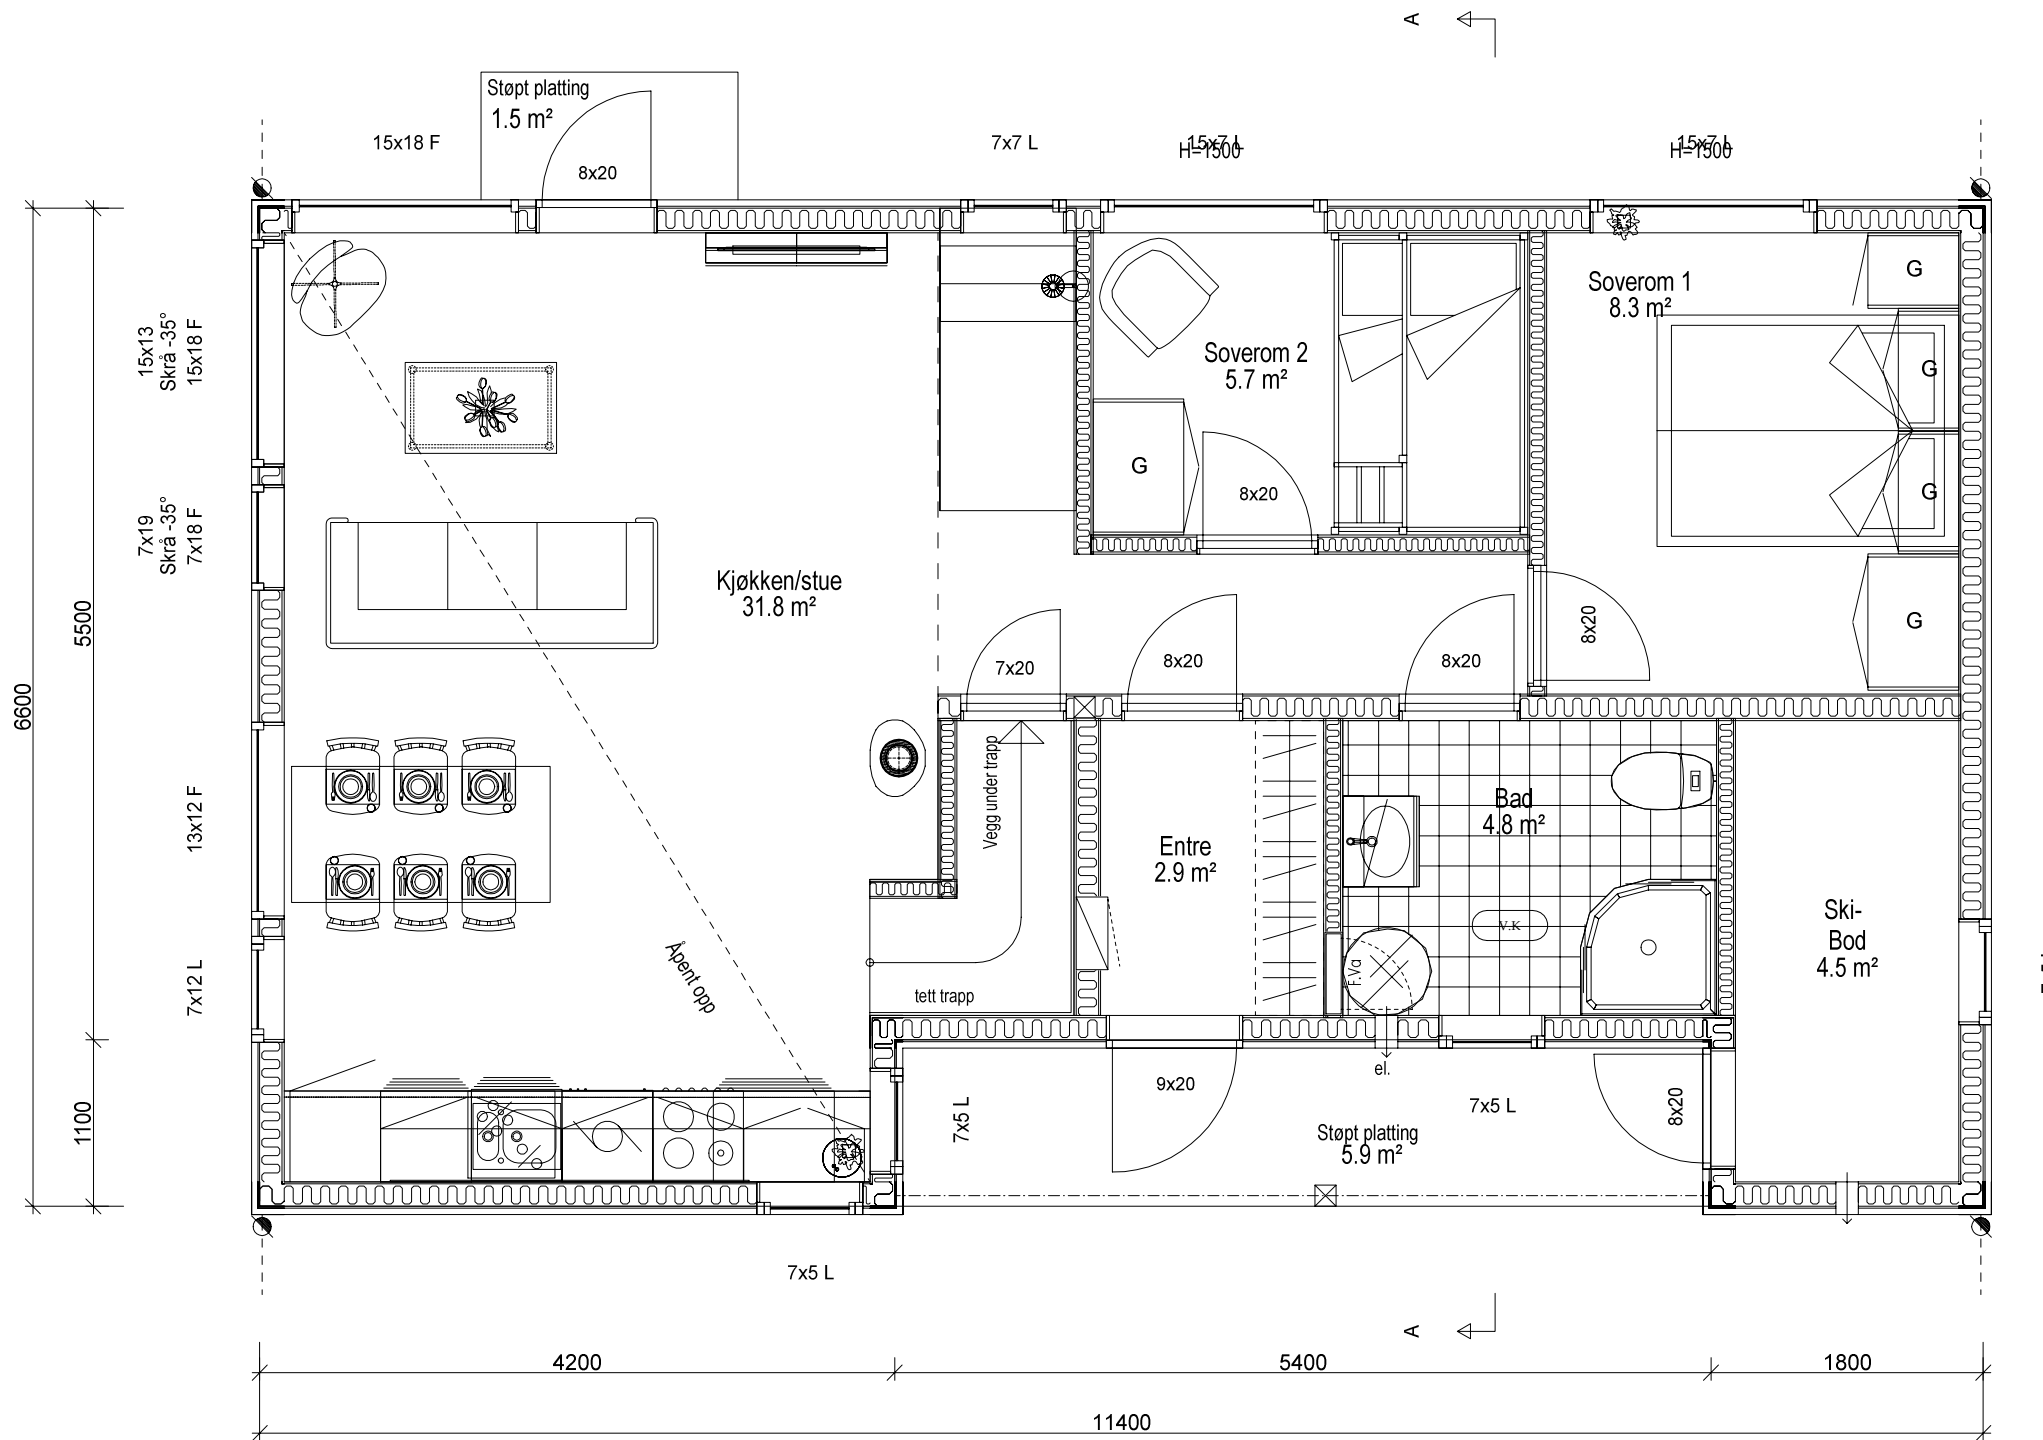 A
Støpt platting
1.5 m²
8x20
15x18 F
7x7 L
15x7 L
H=1500
15x7 L
H=1500
15x13
Skrå -35°
15x18 F
7x19
Skrå -35°
7x18 F
13x12 F
7x12 L
6600
5500
1100
Soverom 1
8.3 m²
G
G
G
G
Soverom 2
5.7 m²
G
8x20
Kjøkken/stue
31.8 m²
7x20
8x20
8x20
8x20
Vegg under trapp
tett trapp
Åpent opp
Entre
2.9 m²
Bad
4.8 m²
V.K
F.Va
Ski-
Bod
4.5 m²
el.
9x20
7x5 L
7x5 L
8x20
Støpt platting
5.9 m²
7x5 L
A
4200
5400
1800
11400